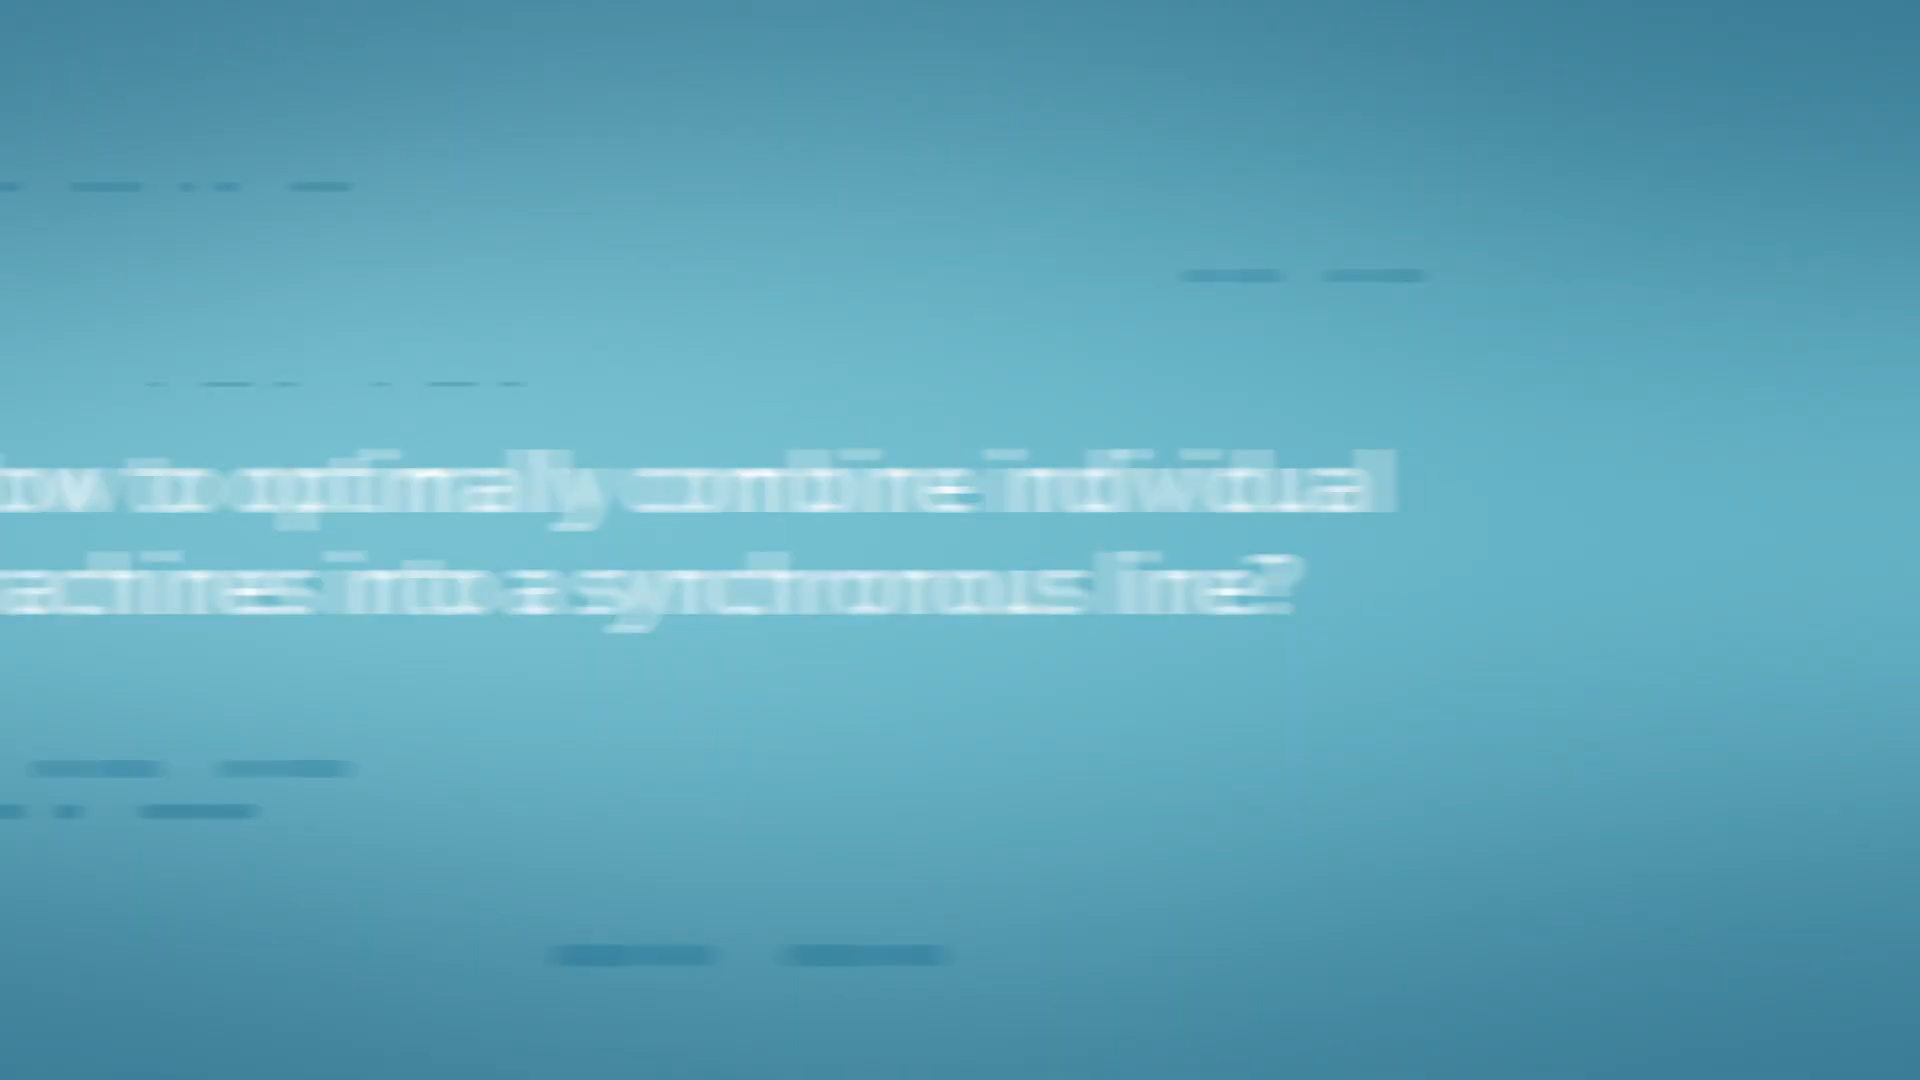 ow to optimally combine individual
achines into a synchronous line?